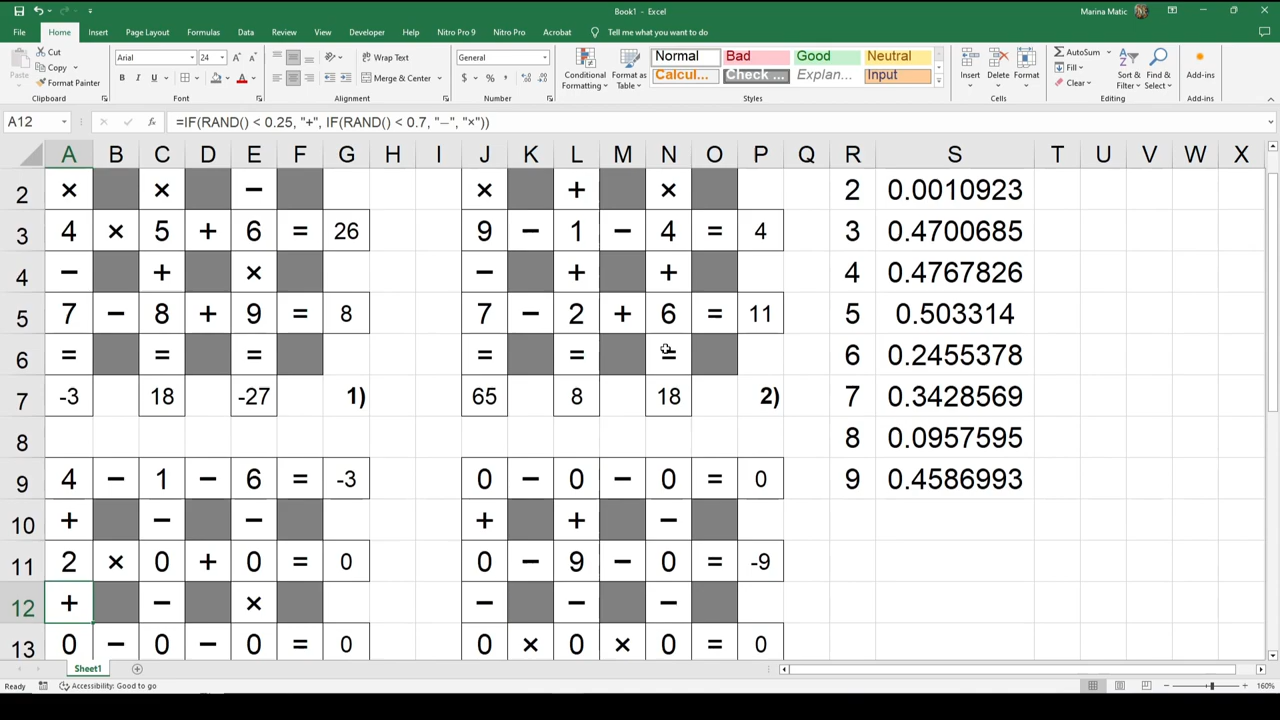 Book1 - Excel
Marina Matic
File Home Insert Page Layout Formulas Data Review View Developer Help Nitro Pro 9 Nitro Pro Acrobat Tell me what you want to do
Paste
Cut
Copy
Format Painter
Clipboard
Arial 24
B I U
Font
Wrap Text
Merge & Center
Alignment
General
$ % ,
Number
Conditional Formatting
Format as Table
Normal Bad Good Neutral
Calcul... Check ... Explan... Input
Styles
Insert Delete Format
Cells
AutoSum
Fill
Clear
Sort & Filter
Find & Select
Editing
Add-ins
Add-ins
A12 fx =IF(RAND() < 0.25, "+", IF(RAND() < 0.7, "−", "×"))
A B C D E F G H I J K L M N O P Q R S T U V W X
2 × × − × + × 2 0.0010923
3 4 × 5 + 6 = 26 9 − 1 − 4 = 4 3 0.4700685
4 − + × − + + 4 0.4767826
5 7 − 8 + 9 = 8 7 − 2 + 6 = 11 5 0.503314
6 = = = = = = 6 0.2455378
7 -3 18 -27 1) 65 8 18 2) 7 0.3428569
8 8 0.0957595
9 4 − 1 − 6 = -3 0 − 0 − 0 = 0 9 0.4586993
10 + − − + + −
11 2 × 0 + 0 = 0 0 − 9 − 0 = -9
12 + − × − − −
13 0 − 0 − 0 = 0 0 × 0 × 0 = 0
Sheet1
Ready Accessibility: Good to go 160%